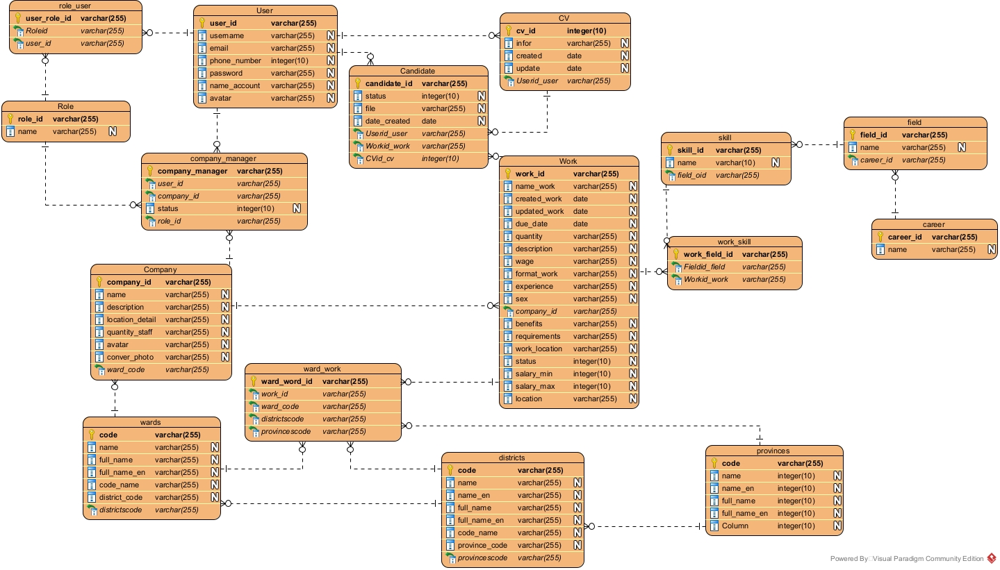 role_user
user_role_id varchar(255)
Roleid varchar(255)
user_id varchar(255)
User
user_id varchar(255)
username varchar(255) N
email varchar(255) N
phone_number integer(10) N
password varchar(255) N
name_account varchar(255) N
avatar varchar(255) N
CV
cv_id integer(10)
infor varchar(255) N
created date N
update date N
Userid_user varchar(255)
Candidate
candidate_id varchar(255)
status integer(10) N
file varchar(255) N
date_created date N
Userid_user varchar(255)
Workid_work varchar(255)
CVid_cv integer(10)
Role
role_id varchar(255)
name varchar(255) N
company_manager
company_manager varchar(255)
user_id varchar(255)
company_id varchar(255)
status integer(10) N
role_id varchar(255)
Work
work_id varchar(255)
name_work varchar(255) N
created_work date N
updated_work date N
due_date date N
quantity varchar(255) N
description varchar(255) N
wage varchar(255) N
format_work varchar(255) N
experience varchar(255) N
sex varchar(255) N
company_id varchar(255)
benefits varchar(255) N
requirements varchar(255) N
work_location varchar(255) N
status integer(10) N
salary_min integer(10) N
salary_max integer(10) N
location varchar(255) N
skill
skill_id varchar(255)
name varchar(10) N
field_oid varchar(255)
field
field_id varchar(255)
name varchar(255) N
career_id varchar(255)
career
career_id varchar(255)
name varchar(255) N
work_skill
work_field_id varchar(255)
Fieldid_field varchar(255)
Workid_work varchar(255)
Company
company_id varchar(255)
name varchar(255) N
description varchar(255) N
location_detail varchar(255) N
quantity_staff varchar(255) N
avatar varchar(255) N
conver_photo varchar(255) N
ward_code varchar(255)
ward_work
ward_word_id varchar(255)
work_id varchar(255)
ward_code varchar(255)
districtscode varchar(255)
provincescode varchar(255)
wards
code varchar(255)
name varchar(255) N
full_name varchar(255) N
full_name_en varchar(255) N
code_name varchar(255) N
district_code varchar(255) N
districtscode varchar(255)
districts
code varchar(255)
name varchar(255) N
name_en varchar(255) N
full_name varchar(255) N
full_name_en varchar(255) N
code_name varchar(255) N
province_code varchar(255) N
provincescode varchar(255)
provinces
code varchar(255)
name integer(10) N
name_en integer(10) N
full_name integer(10) N
full_name_en integer(10) N
Column integer(10) N
Powered By Visual Paradigm Community Edition